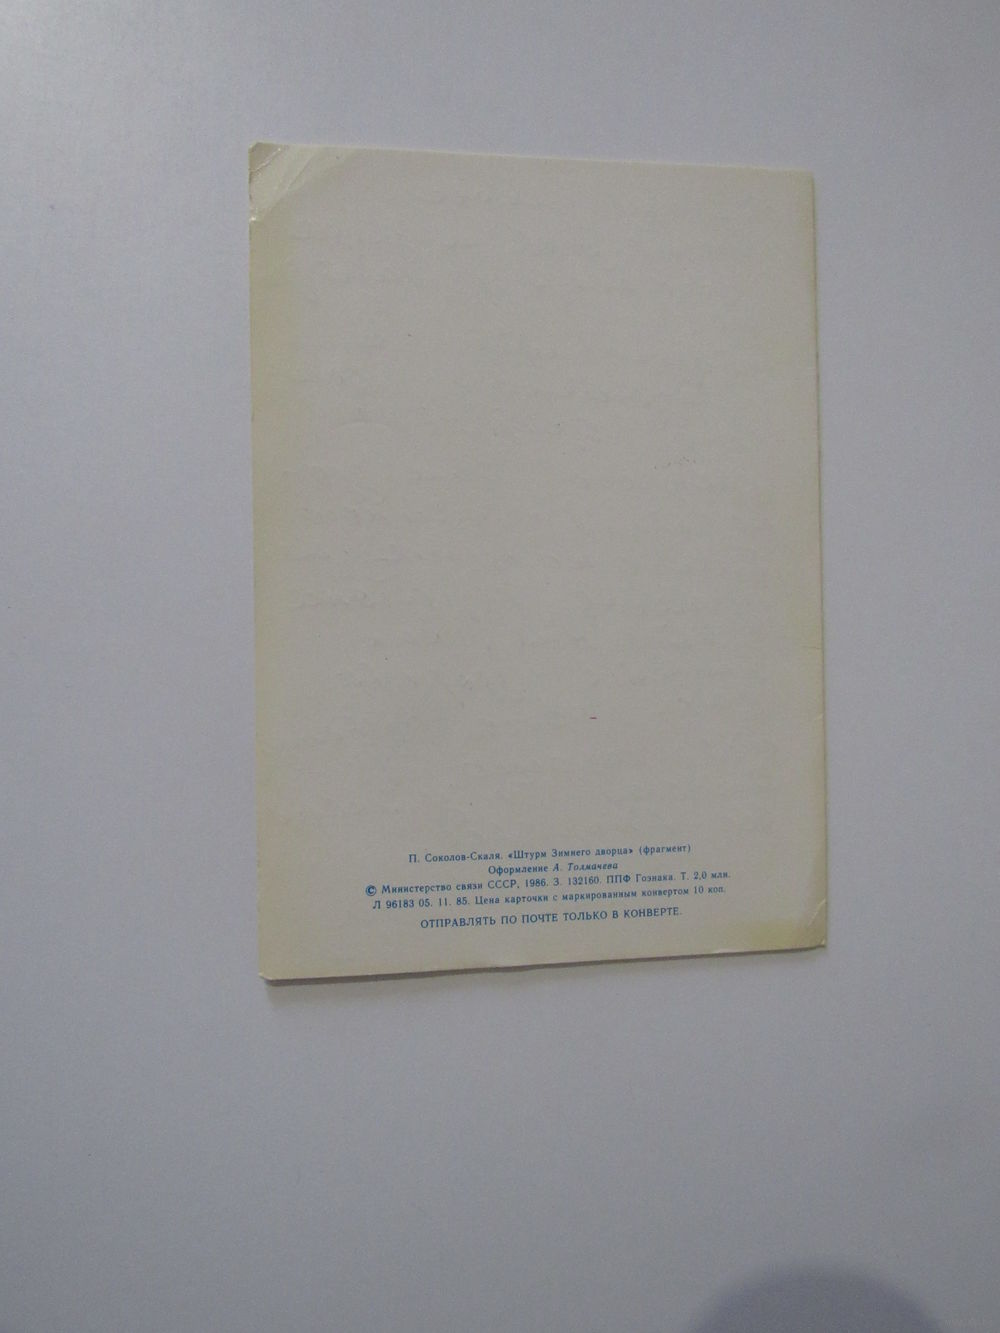 П. Соколов-Скаля. «Штурм Зимнего дворца» (фрагмент)
Оформление А. Толмачева
© Министерство связи СССР, 1986. З. 132160. ППФ Гознака. Т. 2,0 млн.
Л 96183 05. 11. 85. Цена карточки с маркированным конвертом 10 коп.
ОТПРАВЛЯТЬ ПО ПОЧТЕ ТОЛЬКО В КОНВЕРТЕ.